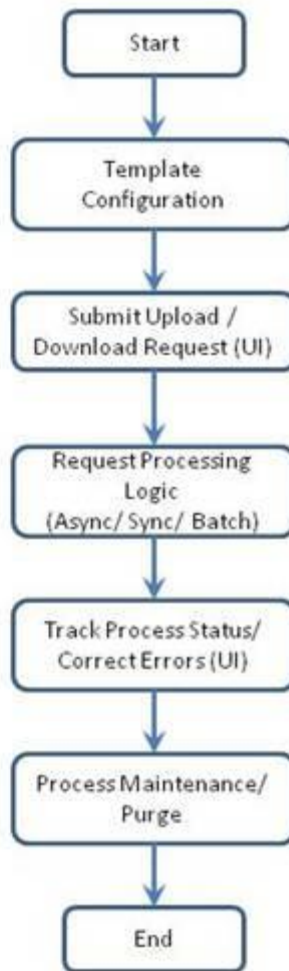 Start
Template
Configuration
Submit Upload /
Download Request (UI)
Request Processing
Logic
(Async/ Sync/ Batch)
Track Process Status/
Correct Errors (UI)
Process Maintenance/
Purge
End